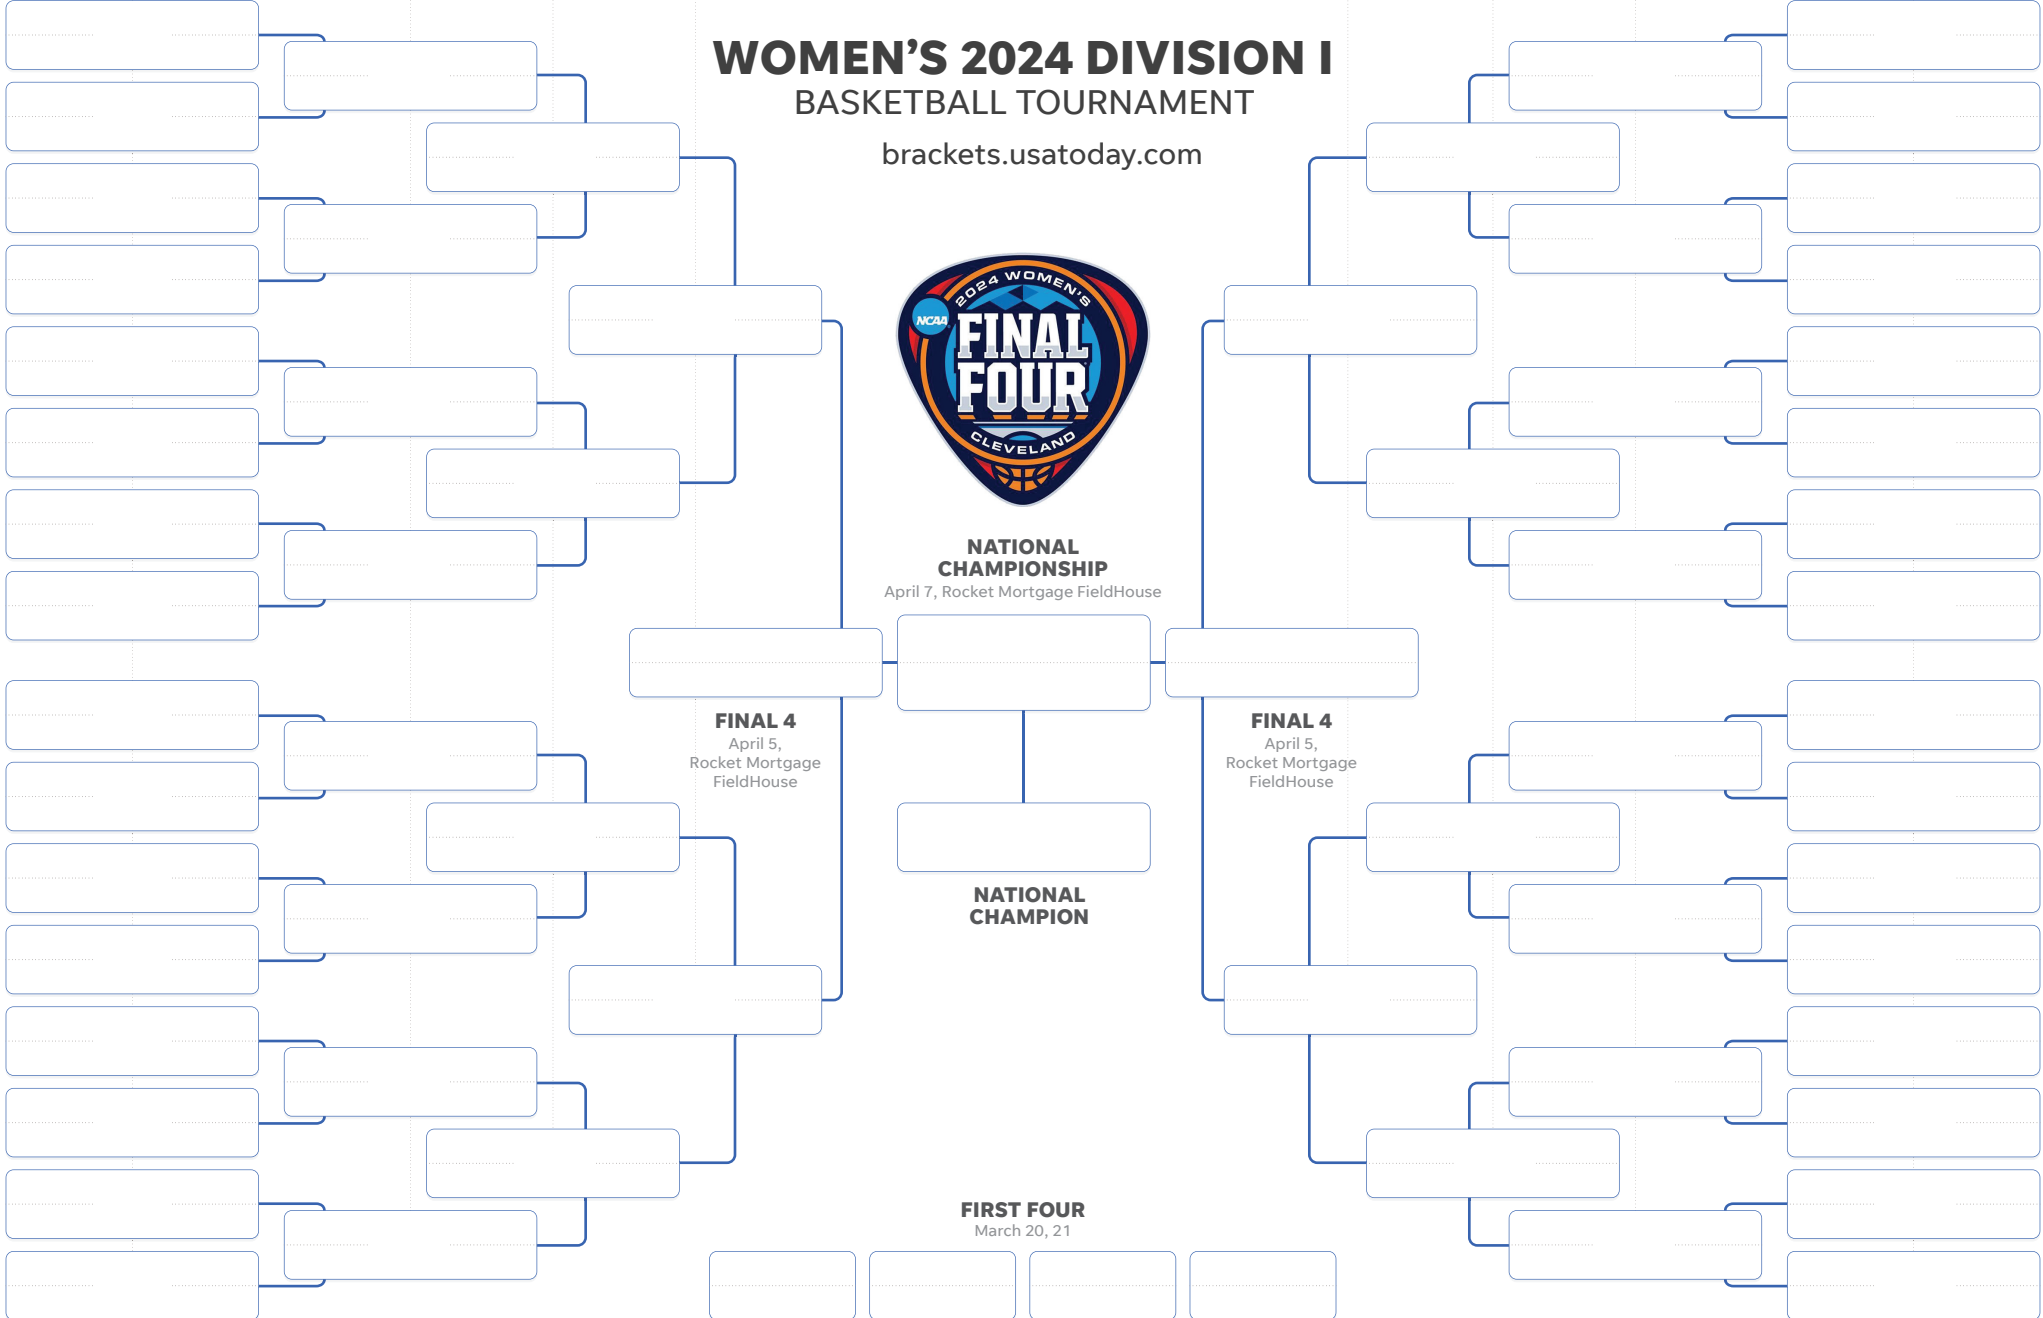 WOMEN’S 2024 DIVISION I
BASKETBALL TOURNAMENT
brackets.usatoday.com
2024 WOMEN'S
NCAA
FINAL
FOUR
CLEVELAND
NATIONAL
CHAMPIONSHIP
April 7, Rocket Mortgage FieldHouse
FINAL 4
April 5,
Rocket Mortgage
FieldHouse
FINAL 4
April 5,
Rocket Mortgage
FieldHouse
NATIONAL
CHAMPION
FIRST FOUR
March 20, 21